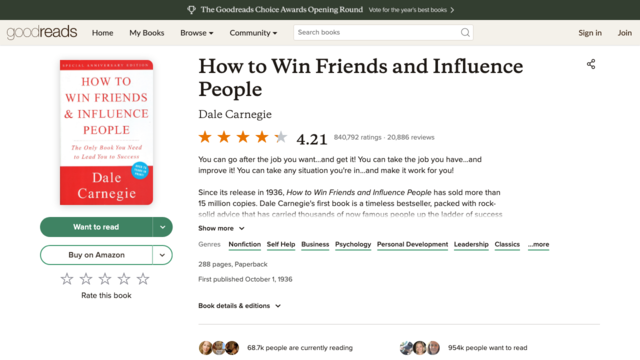 The Goodreads Choice Awards Opening Round Vote for the year's best books
goodreads Home My Books Browse Community Search books Sign in Join
SPECIAL ANNIVERSARY EDITION
HOW TO
WIN FRIENDS
& INFLUENCE
PEOPLE
The Only Book You Need
to Lead You to Success
Dale
Carnegie
Want to read
Buy on Amazon
Rate this book
How to Win Friends and Influence
People
Dale Carnegie
4.21 840,792 ratings · 20,886 reviews
You can go after the job you want...and get it! You can take the job you have...and
improve it! You can take any situation you're in...and make it work for you!
Since its release in 1936, How to Win Friends and Influence People has sold more than
15 million copies. Dale Carnegie's first book is a timeless bestseller, packed with rock-
solid advice that has carried thousands of now famous people up the ladder of success
Show more
Genres Nonfiction Self Help Business Psychology Personal Development Leadership Classics ...more
288 pages, Paperback
First published October 1, 1936
Book details & editions
68.7k people are currently reading
954k people want to read